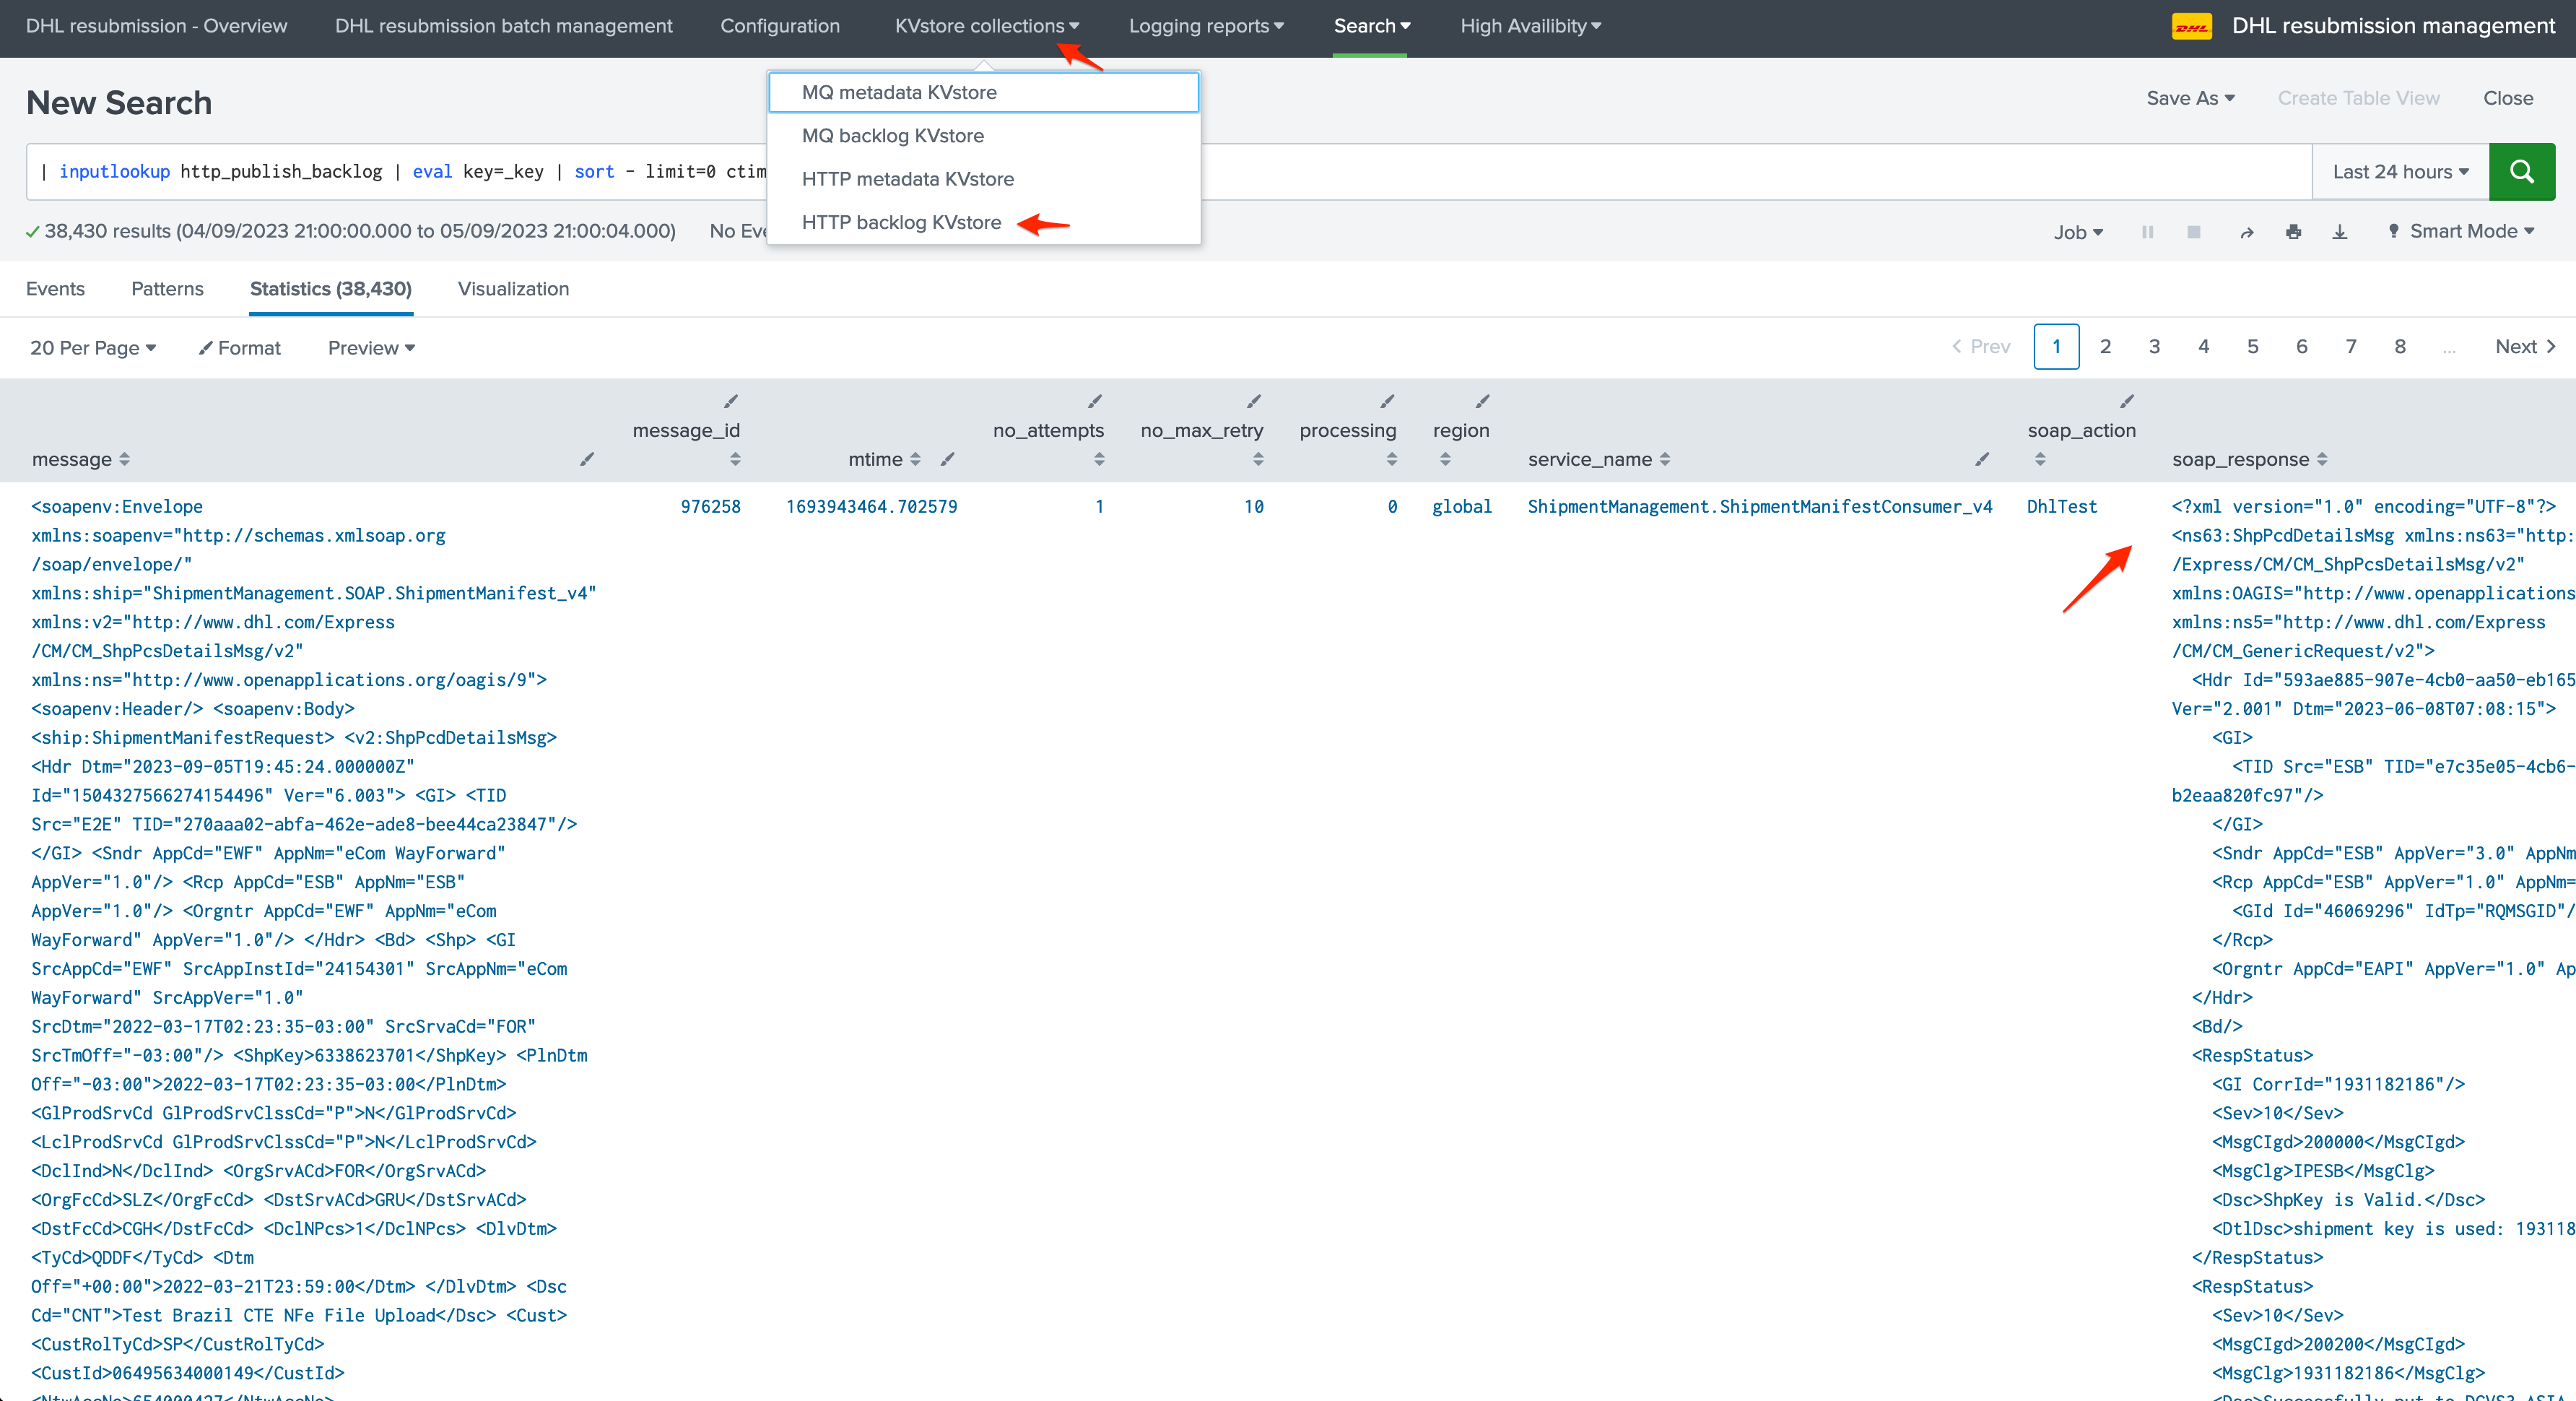 DHL resubmission - Overview
DHL resubmission batch management
Configuration
KVstore collections
Logging reports
Search
High Availibity
DHL
DHL resubmission management
MQ metadata KVstore
MQ backlog KVstore
HTTP metadata KVstore
HTTP backlog KVstore
New Search
Save As
Create Table View
Close
| inputlookup http_publish_backlog | eval key=_key | sort - limit=0 ctim
Last 24 hours
38,430 results (04/09/2023 21:00:00.000 to 05/09/2023 21:00:04.000)
No Eve
Job
Smart Mode
Events
Patterns
Statistics (38,430)
Visualization
20 Per Page
Format
Preview
Prev
1
2
3
4
5
6
7
8
...
Next
message
message_id
mtime
no_attempts
no_max_retry
processing
region
service_name
soap_action
soap_response
<soapenv:Envelope
xmlns:soapenv="http://schemas.xmlsoap.org
/soap/envelope/"
xmlns:ship="ShipmentManagement.SOAP.ShipmentManifest_v4"
xmlns:v2="http://www.dhl.com/Express
/CM/CM_ShpPcsDetailsMsg/v2"
xmlns:ns="http://www.openapplications.org/oagis/9">
<soapenv:Header/> <soapenv:Body>
<ship:ShipmentManifestRequest> <v2:ShpPcdDetailsMsg>
<Hdr Dtm="2023-09-05T19:45:24.000000Z"
Id="1504327566274154496" Ver="6.003"> <GI> <TID
Src="E2E" TID="270aaa02-abfa-462e-ade8-bee44ca23847"/>
</GI> <Sndr AppCd="EWF" AppNm="eCom WayForward"
AppVer="1.0"/> <Rcp AppCd="ESB" AppNm="ESB"
AppVer="1.0"/> <Orgntr AppCd="EWF" AppNm="eCom
WayForward" AppVer="1.0"/> </Hdr> <Bd> <Shp> <GI
SrcAppCd="EWF" SrcAppInstId="24154301" SrcAppNm="eCom
WayForward" SrcAppVer="1.0"
SrcDtm="2022-03-17T02:23:35-03:00" SrcSrvaCd="FOR"
SrcTmOff="-03:00"/> <ShpKey>6338623701</ShpKey> <PlnDtm
Off="-03:00">2022-03-17T02:23:35-03:00</PlnDtm>
<GlProdSrvCd GlProdSrvClssCd="P">N</GlProdSrvCd>
<LclProdSrvCd GlProdSrvClssCd="P">N</LclProdSrvCd>
<DclInd>N</DclInd> <OrgSrvACd>FOR</OrgSrvACd>
<OrgFcCd>SLZ</OrgFcCd> <DstSrvACd>GRU</DstSrvACd>
<DstFcCd>CGH</DstFcCd> <DclNPcs>1</DclNPcs> <DlvDtm>
<TyCd>QDDF</TyCd> <Dtm
Off="+00:00">2022-03-21T23:59:00</Dtm> </DlvDtm> <Dsc
Cd="CNT">Test Brazil CTE NFe File Upload</Dsc> <Cust>
<CustRolTyCd>SP</CustRolTyCd>
<CustId>06495634000149</CustId>
976258
1693943464.702579
1
10
0
global
ShipmentManagement.ShipmentManifestConsumer_v4
DhlTest
<?xml version="1.0" encoding="UTF-8"?>
<ns63:ShpPcdDetailsMsg xmlns:ns63="http:
/Express/CM/CM_ShpPcsDetailsMsg/v2"
xmlns:OAGIS="http://www.openapplications
xmlns:ns5="http://www.dhl.com/Express
/CM/CM_GenericRequest/v2">
<Hdr Id="593ae885-907e-4cb0-aa50-eb165
Ver="2.001" Dtm="2023-06-08T07:08:15">
<GI>
<TID Src="ESB" TID="e7c35e05-4cb6-
b2eaa820fc97"/>
</GI>
<Sndr AppCd="ESB" AppVer="3.0" AppNm
<Rcp AppCd="ESB" AppVer="1.0" AppNm=
<GId Id="46069296" IdTp="RQMSGID"/
</Rcp>
<Orgntr AppCd="EAPI" AppVer="1.0" Ap
</Hdr>
<Bd/>
<RespStatus>
<GI CorrId="1931182186"/>
<Sev>10</Sev>
<MsgCIgd>200000</MsgCIgd>
<MsgClg>IPESB</MsgClg>
<Dsc>ShpKey is Valid.</Dsc>
<DtlDsc>shipment key is used: 193118
</RespStatus>
<RespStatus>
<Sev>10</Sev>
<MsgCIgd>200200</MsgCIgd>
<MsgClg>1931182186</MsgClg>